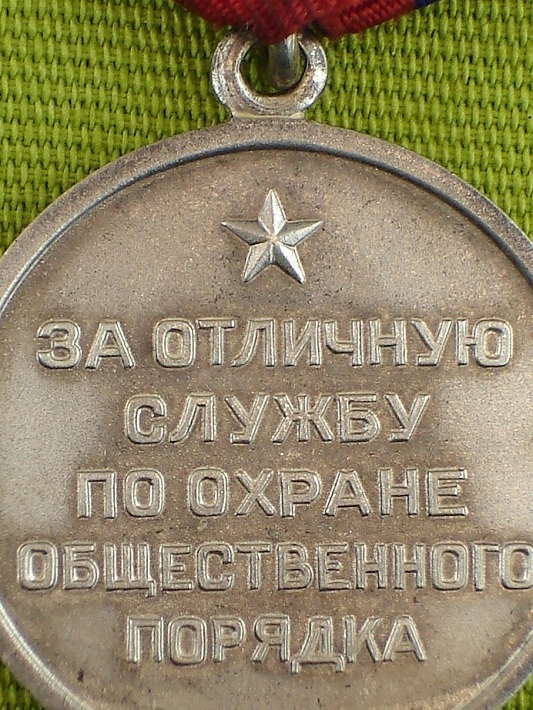 ЗА ОТЛИЧНУЮ
СЛУЖБУ
ПО ОХРАНЕ
ОБЩЕСТВЕННОГО
ПОРЯДКА